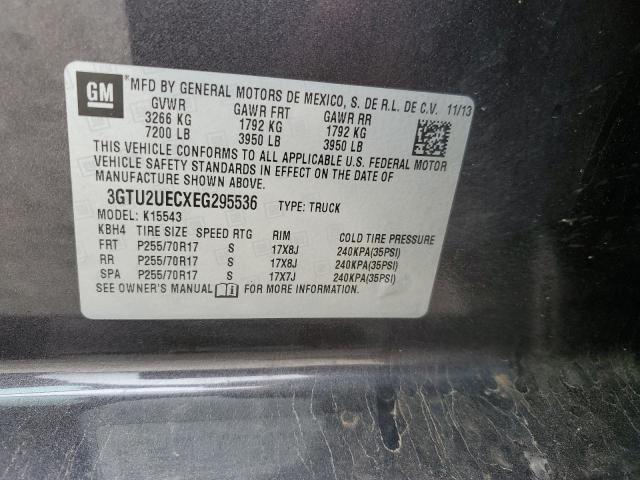 GM
*MFD BY GENERAL MOTORS DE MEXICO, S. DE R.L. DE C.V. 11/13
GVWR GAWR FRT GAWR RR
3266 KG 1792 KG 1792 KG
7200 LB 3950 LB 3950 LB
THIS VEHICLE CONFORMS TO ALL APPLICABLE U.S. FEDERAL MOTOR
VEHICLE SAFETY STANDARDS IN EFFECT ON THE DATE OF
MANUFACTURE SHOWN ABOVE.
3GTU2UECXEG295536 TYPE: TRUCK
MODEL: K15543
KBH4 TIRE SIZE SPEED RTG RIM COLD TIRE PRESSURE
FRT P255/70R17 S 17X8J 240KPA(35PSI)
RR P255/70R17 S 17X8J 240KPA(35PSI)
SPA P255/70R17 S 17X7J 240KPA(35PSI)
SEE OWNER'S MANUAL FOR MORE INFORMATION.